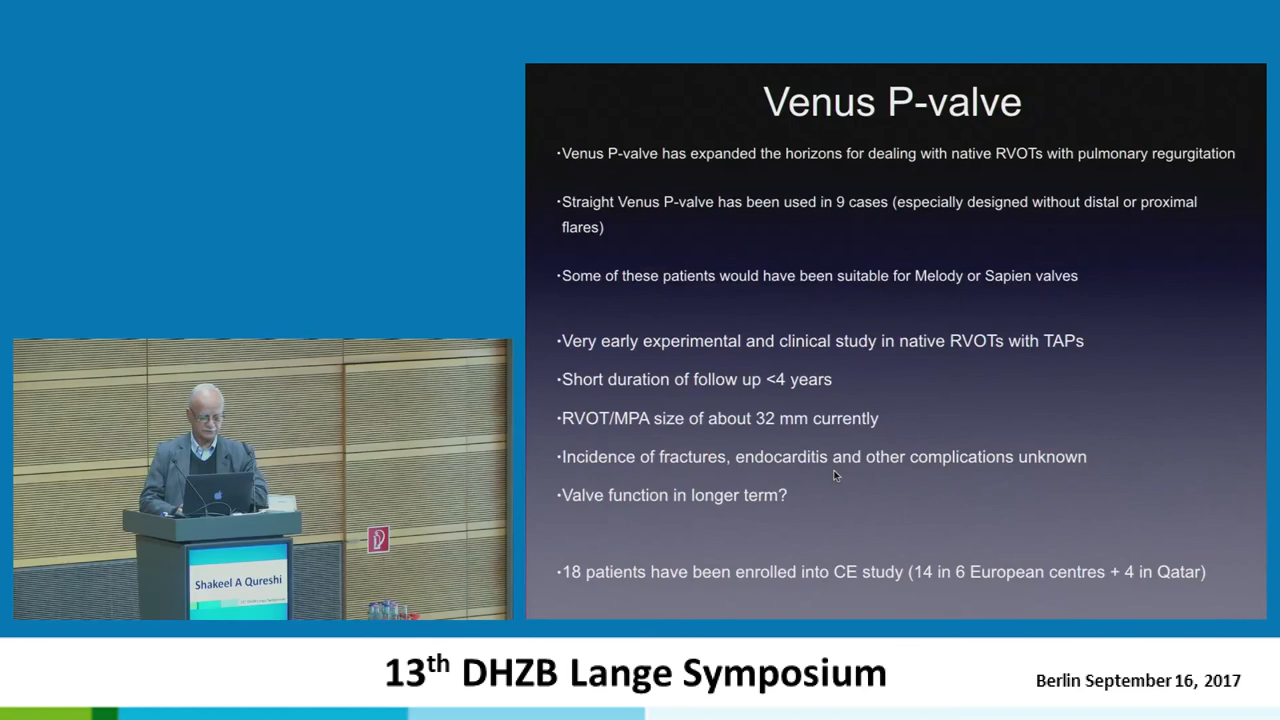 Venus P-valve
·Venus P-valve has expanded the horizons for dealing with native RVOTs with pulmonary regurgitation
·Straight Venus P-valve has been used in 9 cases (especially designed without distal or proximal
flares)
·Some of these patients would have been suitable for Melody or Sapien valves
·Very early experimental and clinical study in native RVOTs with TAPs
·Short duration of follow up <4 years
·RVOT/MPA size of about 32 mm currently
·Incidence of fractures, endocarditis and other complications unknown
·Valve function in longer term?
·18 patients have been enrolled into CE study (14 in 6 European centres + 4 in Qatar)
Shakeel A Qureshi
13th DHZB Lange Symposium
Berlin September 16, 2017